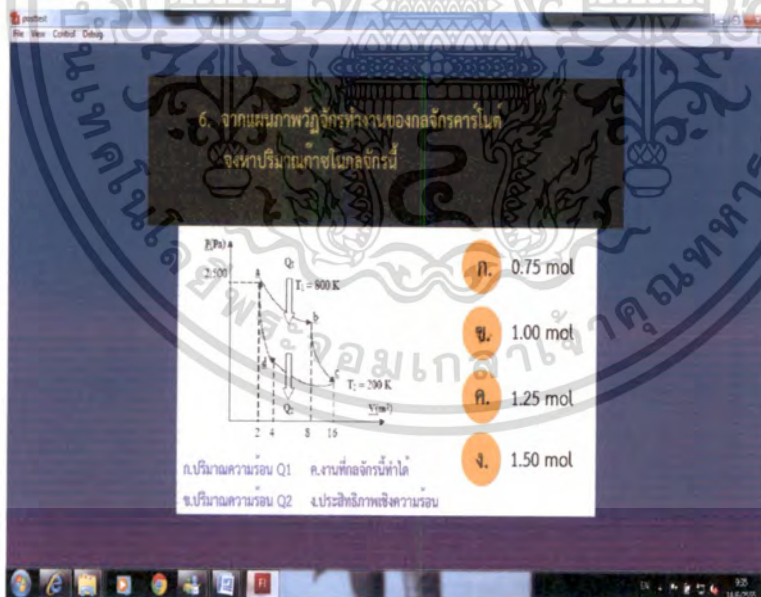 posttest
File View Control Debug
6. จากแผนภาพวัฏจักรทำงานของกลจักรคาร์โนต์
จงหาปริมาณก๊าซในกลจักรนี้
P(Pa)
2,500
a
Q₁
T₁ = 800 K
b
d
c
T₂ = 200 K
Q₂
V(m³)
2 4 8 16
ก. 0.75 mol
ข. 1.00 mol
ค. 1.25 mol
ง. 1.50 mol
ก.ปริมาณความร้อน Q1 ค.งานที่กลจักรนี้ทำได้
ข.ปริมาณความร้อน Q2 ง.ประสิทธิภาพเชิงความร้อน
EN
9:25